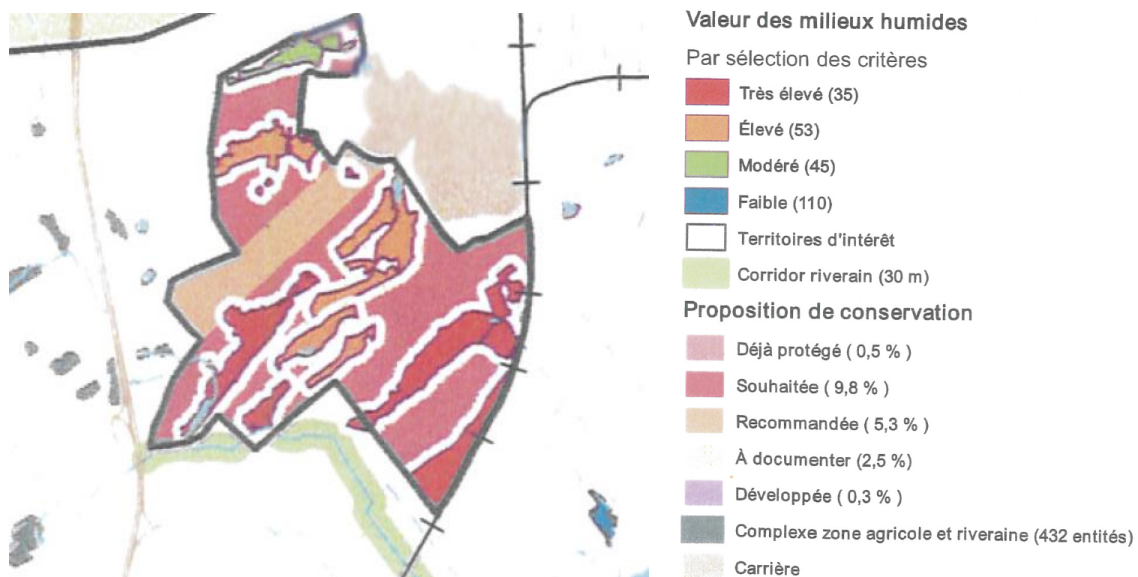 Valeur des milieux humides
Par sélection des critères
Très élevé (35)
Élevé (53)
Modéré (45)
Faible (110)
Territoires d'intérêt
Corridor riverain (30 m)
Proposition de conservation
Déjà protégé ( 0,5 % )
Souhaitée ( 9,8 % )
Recommandée ( 5,3 % )
À documenter (2,5 %)
Développée ( 0,3 % )
Complexe zone agricole et riveraine (432 entités)
Carrière